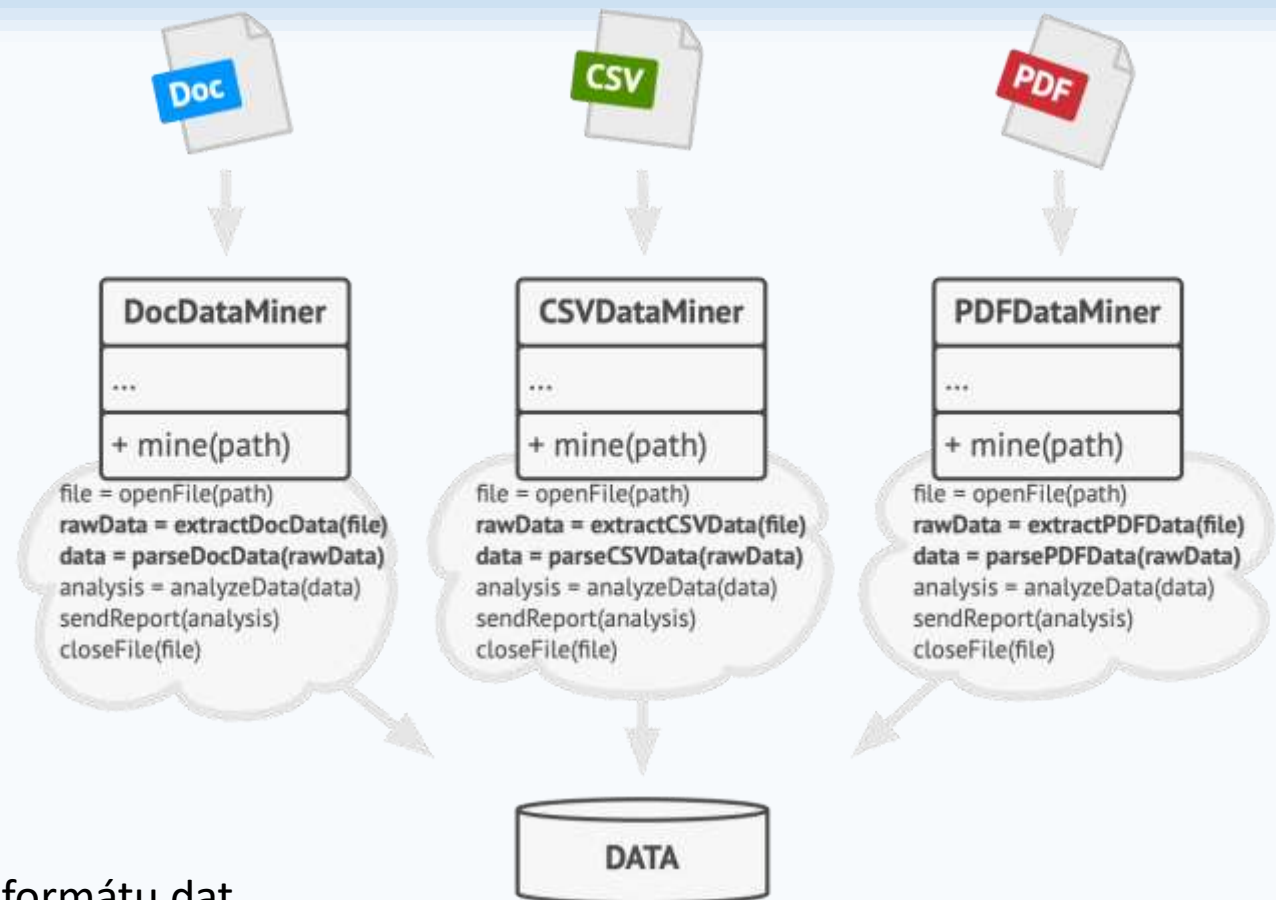 Doc
CSV
PDF
DocDataMiner
...
+ mine(path)
file = openFile(path)
rawData = extractDocData(file)
data = parseDocData(rawData)
analysis = analyzeData(data)
sendReport(analysis)
closeFile(file)
CSVDataMiner
...
+ mine(path)
file = openFile(path)
rawData = extractCSVData(file)
data = parseCSVData(rawData)
analysis = analyzeData(data)
sendReport(analysis)
closeFile(file)
PDFDataMiner
...
+ mine(path)
file = openFile(path)
rawData = extractPDFData(file)
data = parsePDFData(rawData)
analysis = analyzeData(data)
sendReport(analysis)
closeFile(file)
DATA
formátu dat